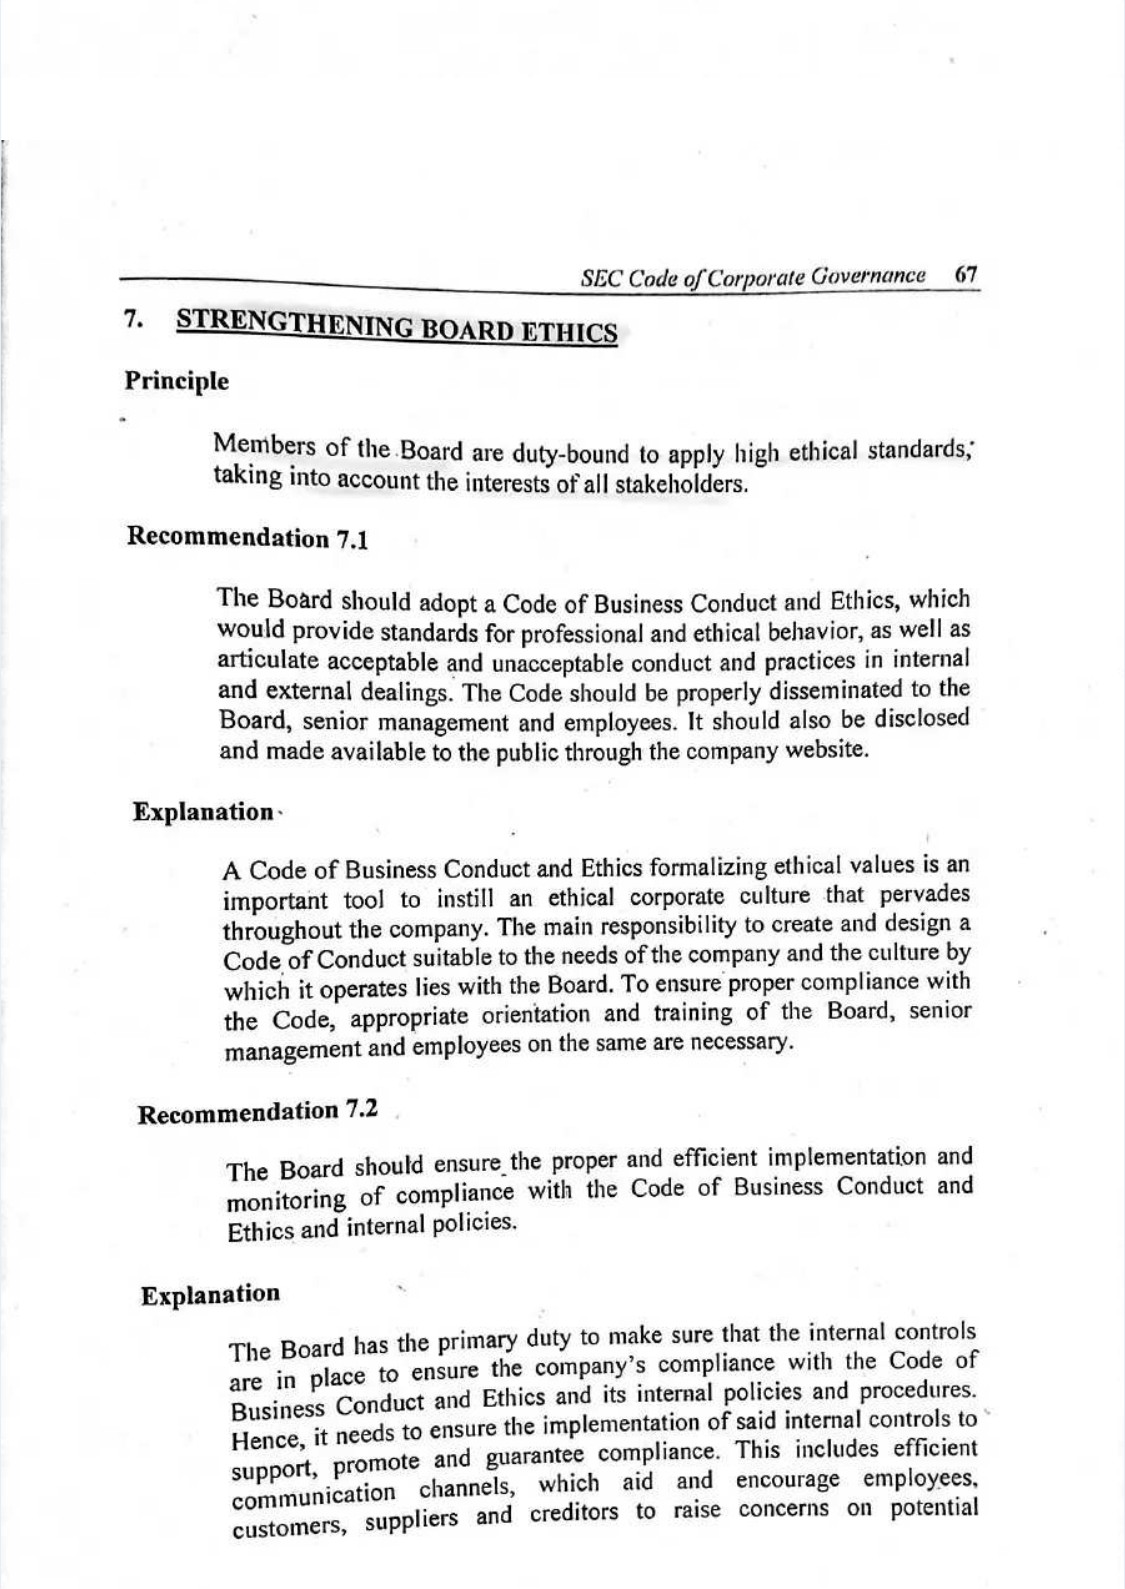 SEC Code of Corporate Governance 67
7. STRENGTHENING BOARD ETHICS
Principle
Members of the Board are duty-bound to apply high ethical standards,
taking into account the interests of all stakeholders.
Recommendation 7.1
The Board should adopt a Code of Business Conduct and Ethics, which
would provide standards for professional and ethical behavior, as well as
articulate acceptable and unacceptable conduct and practices in internal
and external dealings. The Code should be properly disseminated to the
Board, senior management and employees. It should also be disclosed
and made available to the public through the company website.
Explanation
A Code of Business Conduct and Ethics formalizing ethical values is an
important tool to instill an ethical corporate culture that pervades
throughout the company. The main responsibility to create and design a
Code of Conduct suitable to the needs of the company and the culture by
which it operates lies with the Board. To ensure proper compliance with
the Code, appropriate orientation and training of the Board, senior
management and employees on the same are necessary.
Recommendation 7.2
The Board should ensure the proper and efficient implementation and
monitoring of compliance with the Code of Business Conduct and
Ethics and internal policies.
Explanation
The Board has the primary duty to make sure that the internal controls
are in place to ensure the company's compliance with the Code of
Business Conduct and Ethics and its internal policies and procedures.
Hence, it needs to ensure the implementation of said internal controls to
support, promote and guarantee compliance. This includes efficient
communication channels, which aid and encourage employees,
customers, suppliers and creditors to raise concerns on potential